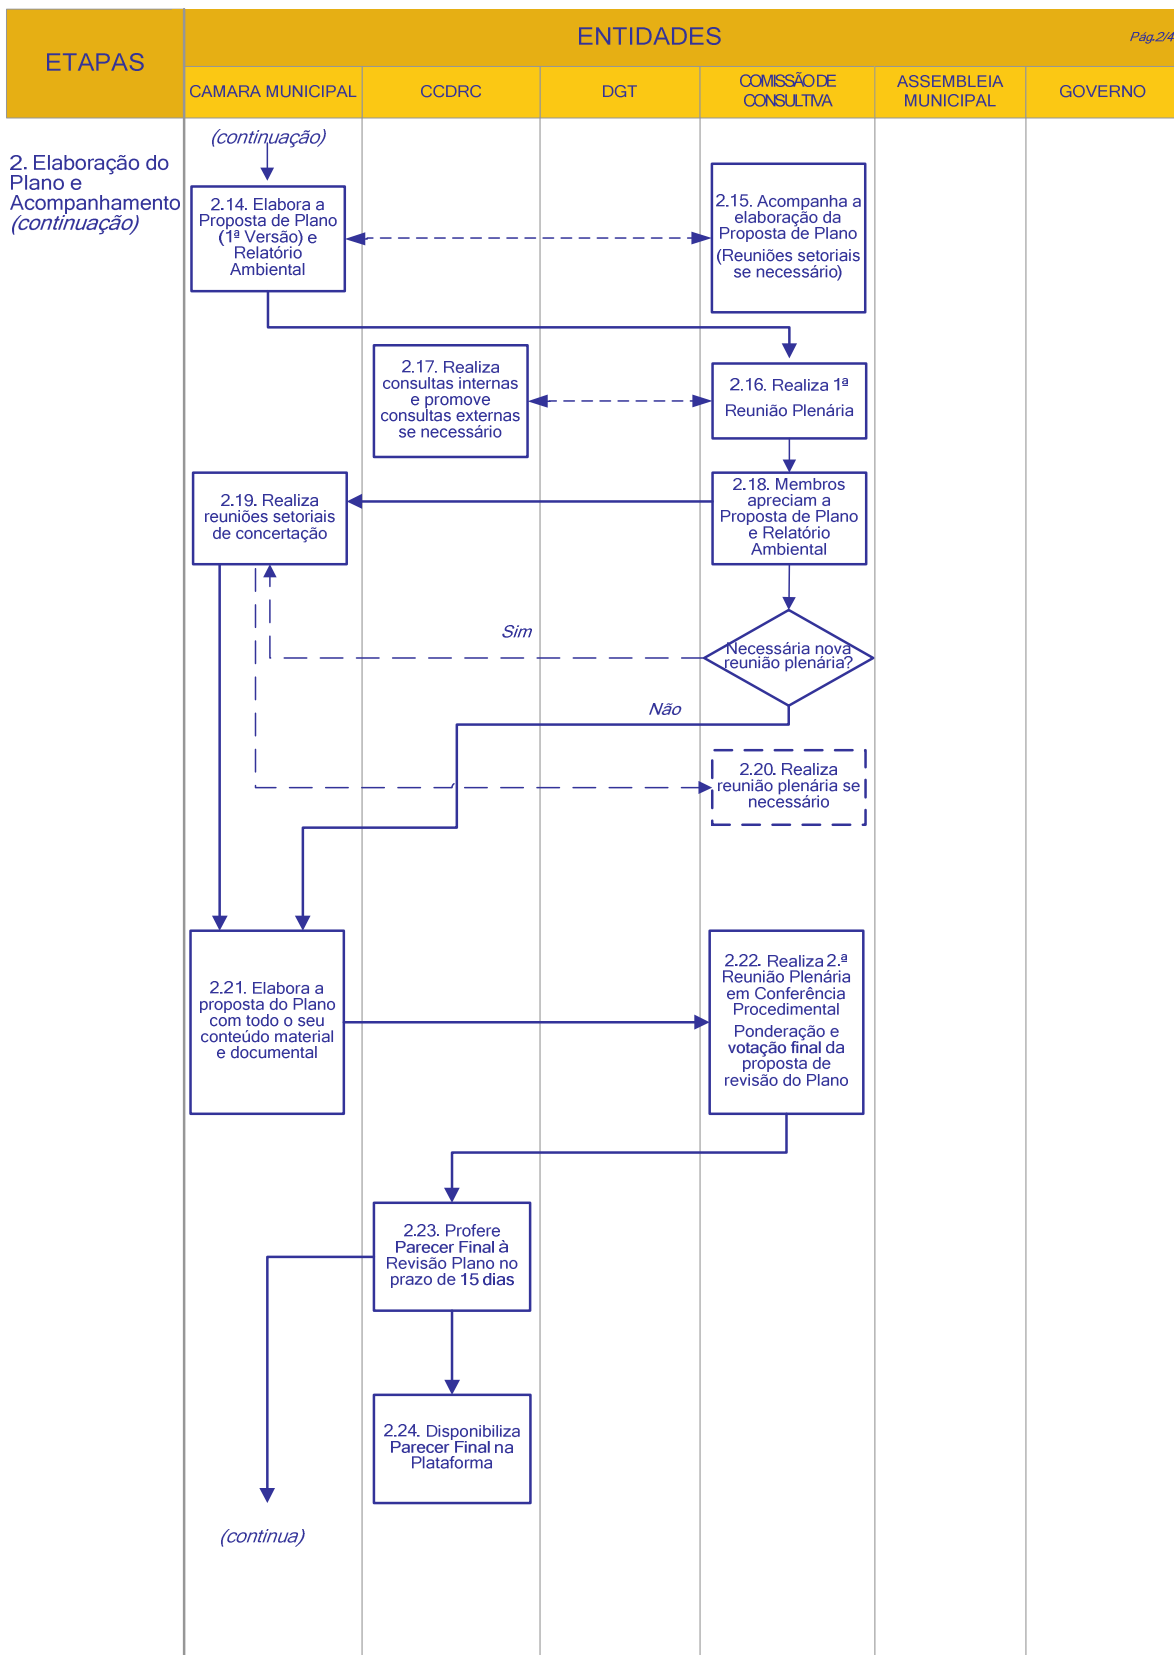 ETAPAS
ENTIDADES
Pág.2/4
CAMARA MUNICIPAL
CCDRC
DGT
COMISSÃO DE
CONSULTIVA
ASSEMBLEIA
MUNICIPAL
GOVERNO
(continuação)
2. Elaboração do
Plano e
Acompanhamento
(continuação)
2.14. Elabora a
Proposta de Plano
(1ª Versão) e
Relatório
Ambiental
2.15. Acompanha a
elaboração da
Proposta de Plano
(Reuniões setoriais
se necessário)
2.17. Realiza
consultas internas
e promove
consultas externas
se necessário
2.16. Realiza 1ª
Reunião Plenária
2.19. Realiza
reuniões setoriais
de concertação
2.18. Membros
apreciam a
Proposta de Plano
e Relatório
Ambiental
Sim
Necessária nova
reunião plenária?
Não
2.20. Realiza
reunião plenária se
necessário
2.21. Elabora a
proposta do Plano
com todo o seu
conteúdo material
e documental
2.22. Realiza 2.ª
Reunião Plenária
em Conferência
Procedimental
Ponderação e
votação final da
proposta de
revisão do Plano
2.23. Profere
Parecer Final à
Revisão Plano no
prazo de 15 dias
2.24. Disponibiliza
Parecer Final na
Plataforma
(continua)